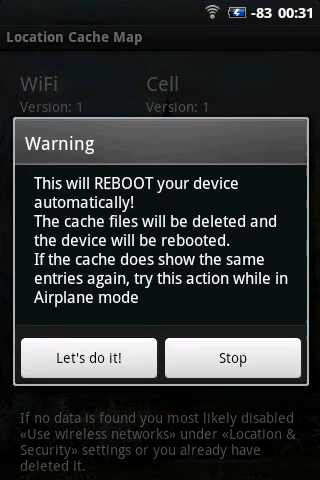 -83 00:31
Location Cache Map
WiFi Cell
Version: 1 Version: 1
Warning
This will REBOOT your device
automatically!
The cache files will be deleted and
the device will be rebooted.
If the cache does show the same
entries again, try this action while in
Airplane mode
Let's do it! Stop
If no data is found you most likely disabled
«Use wireless networks» under «Location &
Security» settings or you already have
deleted it.